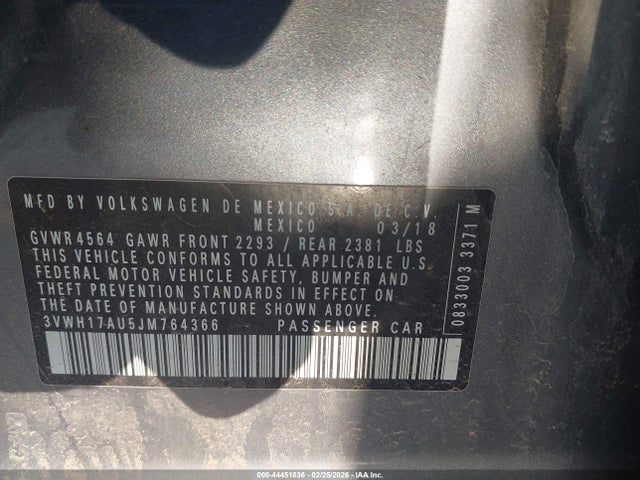 MFD BY VOLKSWAGEN DE MEXICO S.A. DE C.V.
MEXICO 03/18
GVWR 4564 GAWR FRONT 2293 / REAR 2381 LBS
THIS VEHICLE CONFORMS TO ALL APPLICABLE U.S.
FEDERAL MOTOR VEHICLE SAFETY, BUMPER AND
THEFT PREVENTION STANDARDS IN EFFECT ON
THE DATE OF MANUFACTURE SHOWN ABOVE.
3VWH17AU5JM764366 PASSENGER CAR
0833003 3371 M
000-44451836 - 02/25/2026 - IAA Inc.